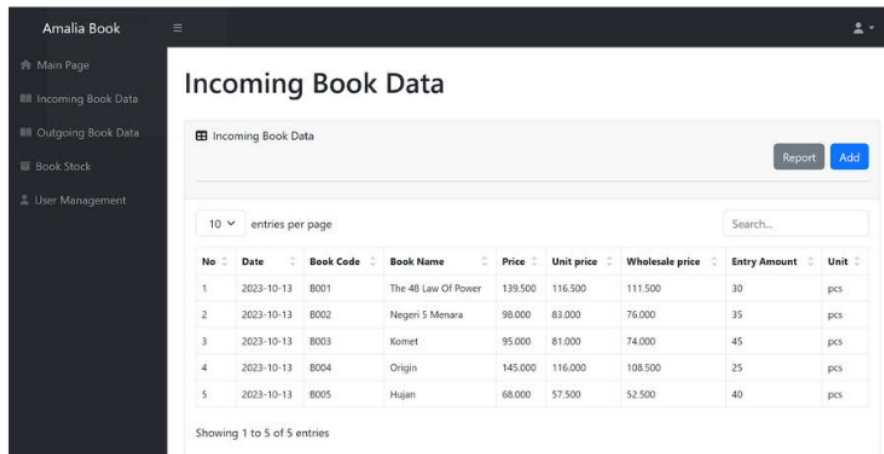 Amalia Book
Main Page
Incoming Book Data
Outgoing Book Data
Book Stock
User Management
Incoming Book Data
Incoming Book Data
Report Add
10 entries per page Search...
No Date Book Code Book Name Price Unit price Wholesale price Entry Amount Unit
1 2023-10-13 B001 The 48 Law Of Power 139.500 116.500 111.500 30 pcs
2 2023-10-13 B002 Negeri 5 Menara 98.000 83.000 76.000 35 pcs
3 2023-10-13 B003 Komet 95.000 81.000 74.000 45 pcs
4 2023-10-13 B004 Origin 145.000 116.000 108.500 25 pcs
5 2023-10-13 B005 Hujan 68.000 57.500 52.500 40 pcs
Showing 1 to 5 of 5 entries